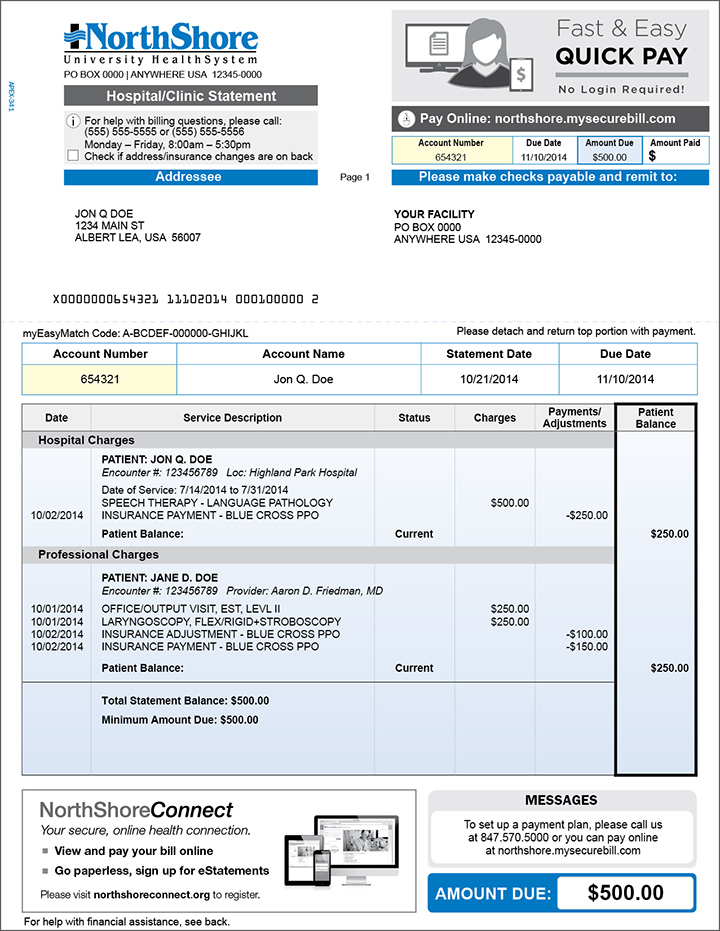 NorthShore
University HealthSystem
PO BOX 0000 | ANYWHERE USA 12345-0000
Hospital/Clinic Statement
i
For help with billing questions, please call:
(555) 555-5555 or (555) 555-5556
Monday – Friday, 8:00am – 5:30pm
Check if address/insurance changes are on back
Addressee
Page 1
APEX-341
Fast & Easy
QUICK PAY
No Login Required!
$
Pay Online: northshore.mysecurebill.com
Account Number Due Date Amount Due Amount Paid
654321 11/10/2014 $500.00 $
Please make checks payable and remit to:
JON Q DOE
1234 MAIN ST
ALBERT LEA, USA 56007
YOUR FACILITY
PO BOX 0000
ANYWHERE USA 12345-0000
X0000000654321 11102014 000100000 2
myEasyMatch Code: A-BCDEF-000000-GHIJKL
Please detach and return top portion with payment.
Account Number Account Name Statement Date Due Date
654321 Jon Q. Doe 10/21/2014 11/10/2014
Date Service Description Status Charges Payments/ Adjustments Patient Balance
Hospital Charges
PATIENT: JON Q. DOE
Encounter #: 123456789 Loc: Highland Park Hospital
Date of Service: 7/14/2014 to 7/31/2014
SPEECH THERAPY - LANGUAGE PATHOLOGY $500.00
10/02/2014 INSURANCE PAYMENT - BLUE CROSS PPO -$250.00
Patient Balance: Current $250.00
Professional Charges
PATIENT: JANE D. DOE
Encounter #: 123456789 Provider: Aaron D. Friedman, MD
10/01/2014 OFFICE/OUTPUT VISIT, EST, LEVL II $250.00
10/01/2014 LARYNGOSCOPY, FLEX/RIGID+STROBOSCOPY $250.00
10/02/2014 INSURANCE ADJUSTMENT - BLUE CROSS PPO -$100.00
10/02/2014 INSURANCE PAYMENT - BLUE CROSS PPO -$150.00
Patient Balance: Current $250.00
Total Statement Balance: $500.00
Minimum Amount Due: $500.00
NorthShoreConnect
Your secure, online health connection.
View and pay your bill online
Go paperless, sign up for eStatements
Please visit northshoreconnect.org to register.
MESSAGES
To set up a payment plan, please call us
at 847.570.5000 or you can pay online
at northshore.mysecurebill.com
AMOUNT DUE: $500.00
For help with financial assistance, see back.